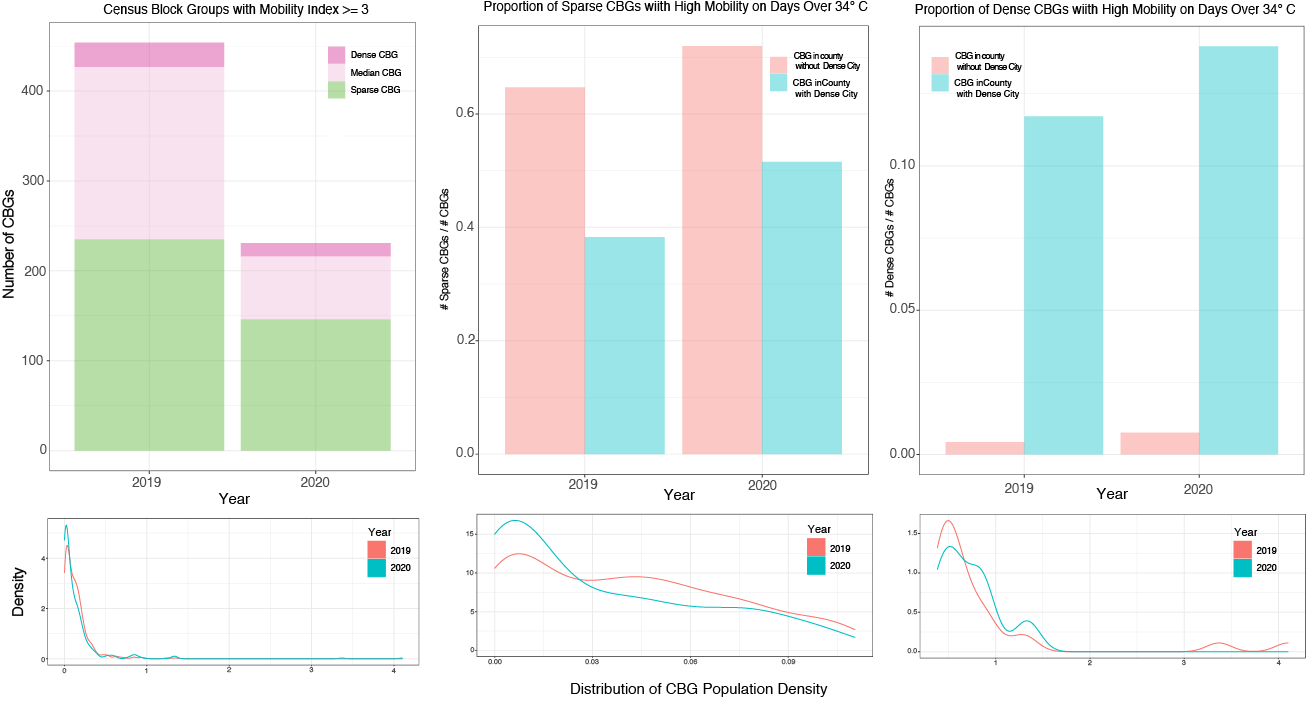 Census Block Groups with Mobility Index >= 3
Dense CBG
Median CBG
Sparse CBG
400
300
200
100
0
Number of CBGs
2019
2020
Year
Proportion of Sparse CBGs wiith High Mobility on Days Over 34° C
CBG in county
without Dense City
CBG inCounty
with Dense City
0.6
0.4
0.2
0.0
# Sparse CBGs / # CBGs
2019
2020
Year
Proportion of Dense CBGs wiith High Mobility on Days Over 34° C
CBG in county
without Dense City
CBG inCounty
with Dense City
0.10
0.05
0.00
# Dense CBGs / # CBGs
2019
2020
Year
Year
2019
2020
4
2
0
Density
0
1
2
3
4
Year
2019
2020
15
10
5
0
0.00
0.03
0.06
0.09
Year
2019
2020
1.5
1.0
0.5
0.0
1
2
3
4
Distribution of CBG Population Density